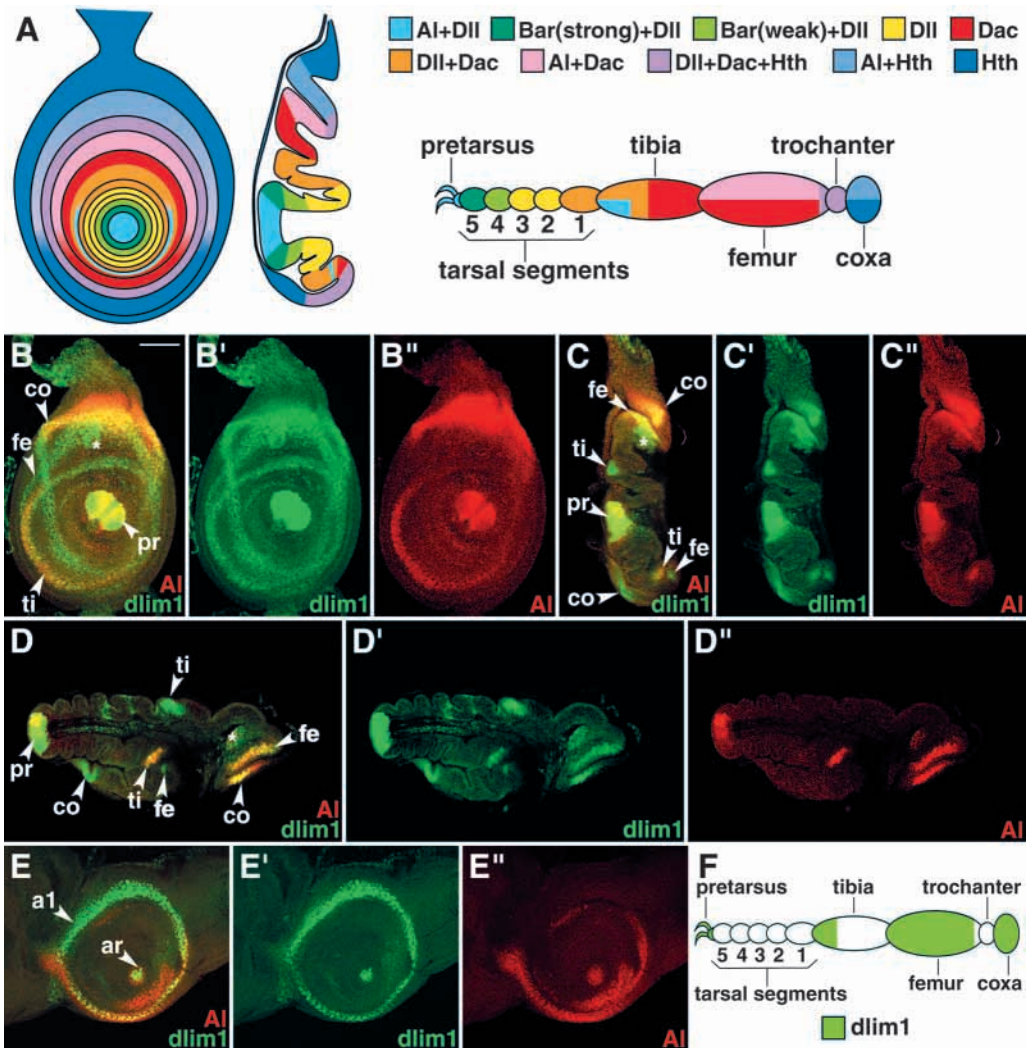 A
Al+Dll Bar(strong)+Dll Bar(weak)+Dll Dll Dac
Dll+Dac Al+Dac Dll+Dac+Hth Al+Hth Hth
pretarsus tibia trochanter
5 4 3 2 1
tarsal segments femur coxa
B B' B" C C' C"
co fe * pr ti Al dlim1
dlim1
Al
fe co * ti pr ti fe co Al dlim1
dlim1
Al
D D' D"
ti * fe pr co ti fe co Al dlim1
dlim1
Al
E E' E" F
a1 ar Al dlim1
dlim1
Al
pretarsus tibia trochanter
5 4 3 2 1
tarsal segments femur coxa
dlim1